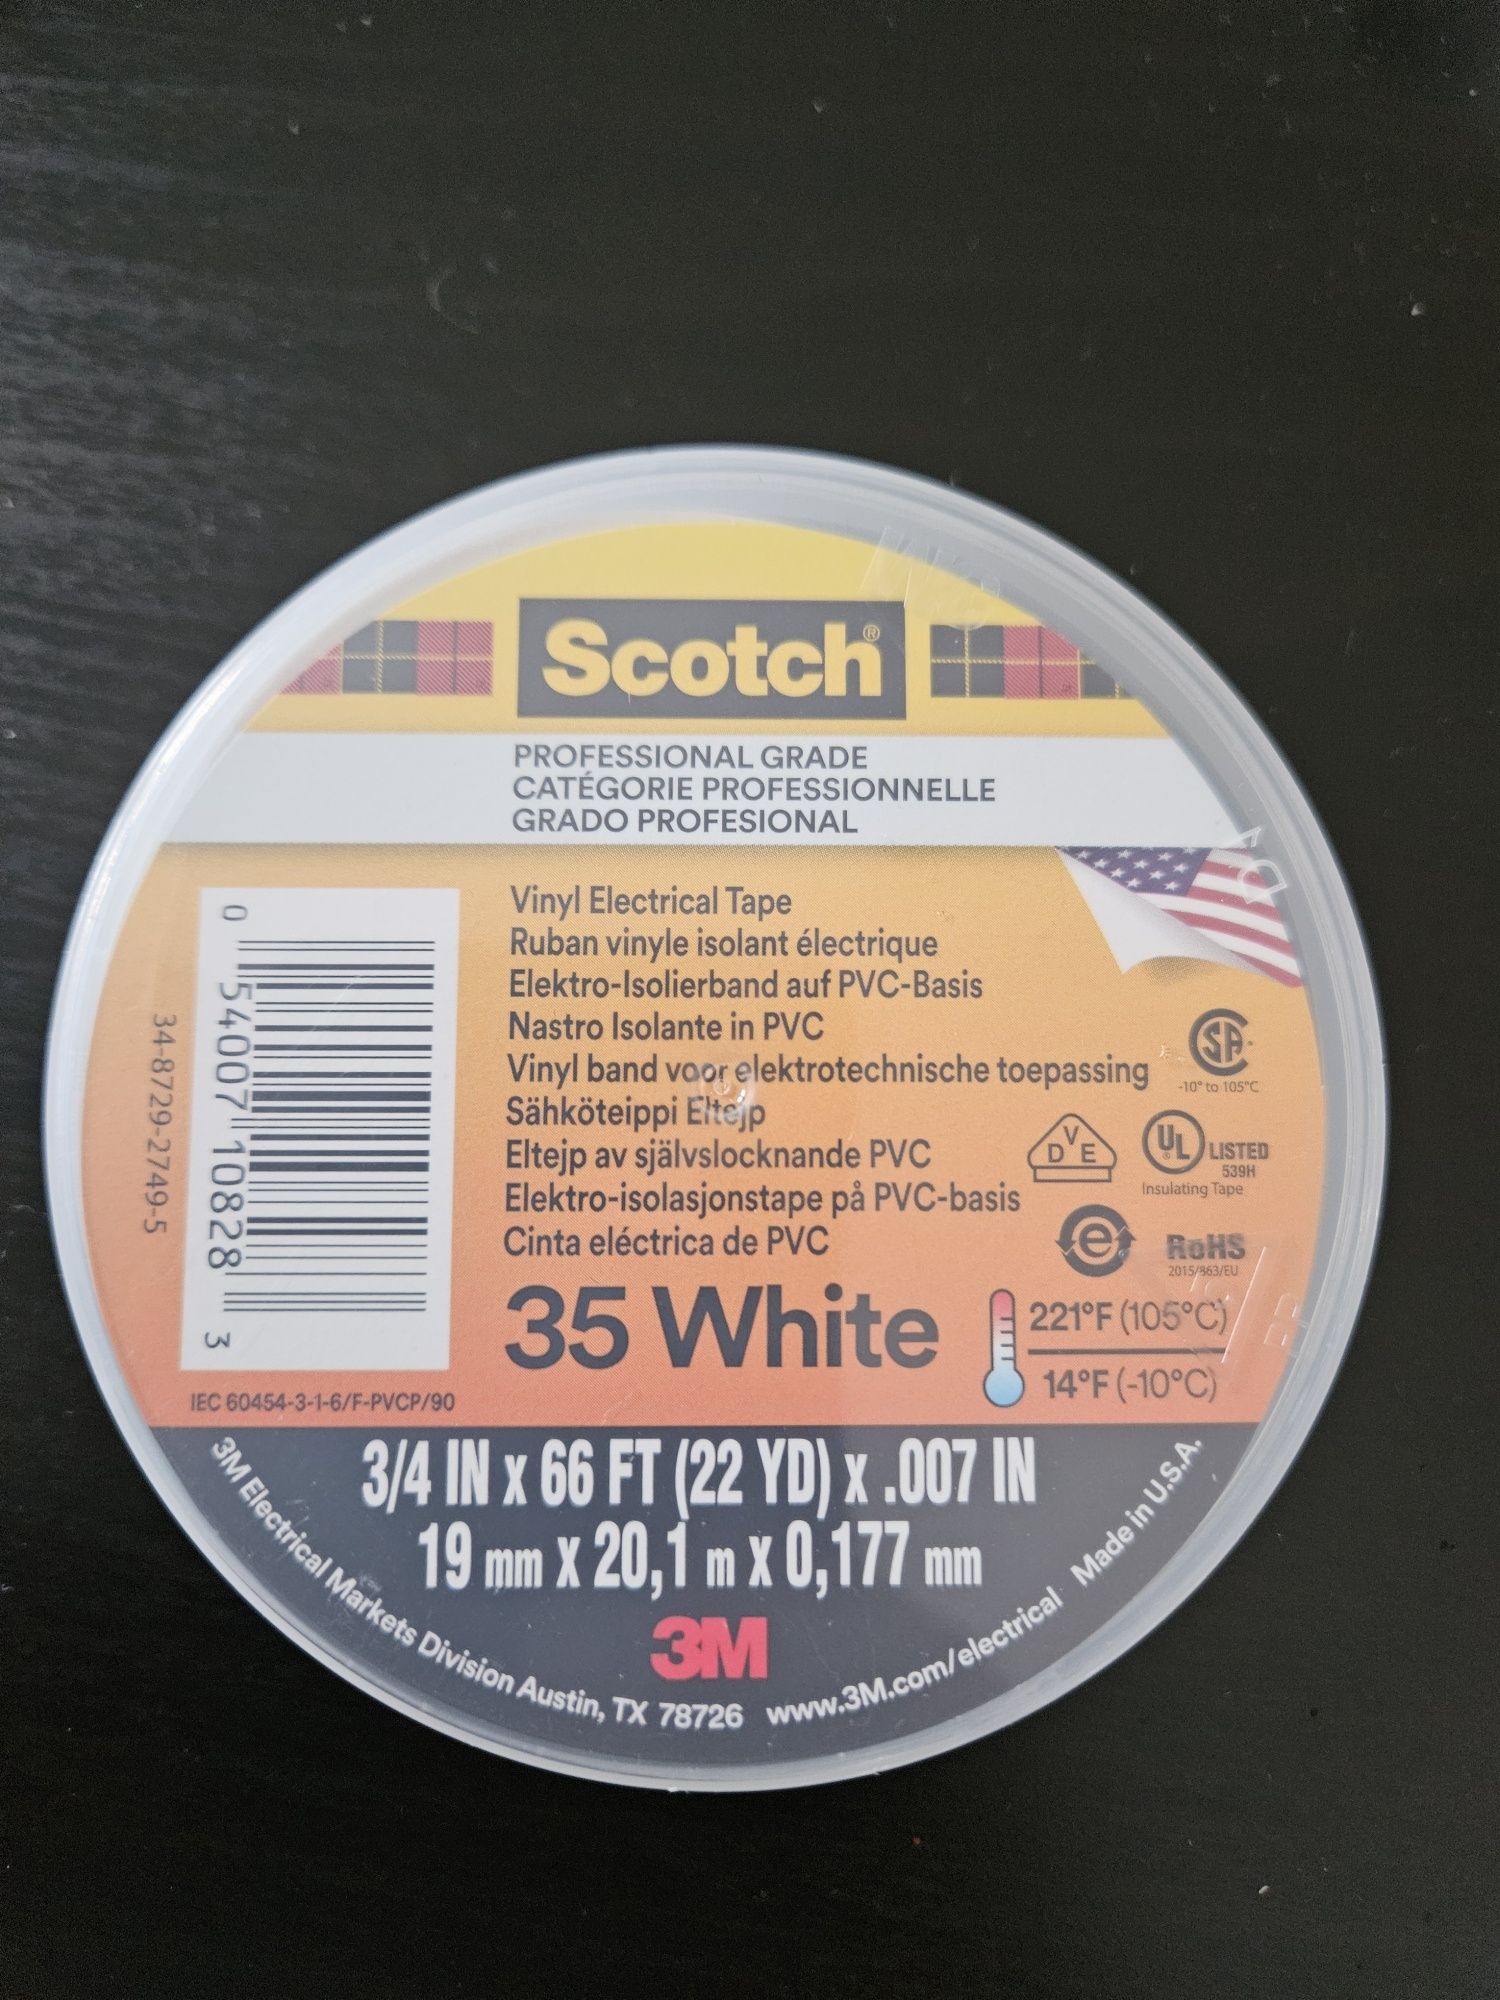 Scotch®
PROFESSIONAL GRADE
CATÉGORIE PROFESSIONNELLE
GRADO PROFESIONAL
Vinyl Electrical Tape
Ruban vinyle isolant électrique
Elektro-Isolierband auf PVC-Basis
Nastro Isolante in PVC
Vinyl band voor elektrotechnische toepassing
Sähköteippi Eltejp
Eltejp av självslocknande PVC
Elektro-isolasjonstape på PVC-basis
Cinta eléctrica de PVC
35 White
0 54007 10828 3
34-8729-2749-5
IEC 60454-3-1-6/F-PVCP/90
SA
-10° to 105°C
DVE
UL LISTED
539H
Insulating Tape
e
RoHS
2015/863/EU
221°F (105°C)
14°F (-10°C)
3/4 IN x 66 FT (22 YD) x .007 IN
19 mm x 20,1 m x 0,177 mm
3M
3M Electrical Markets Division Austin, TX 78726 www.3M.com/electrical Made in U.S.A.